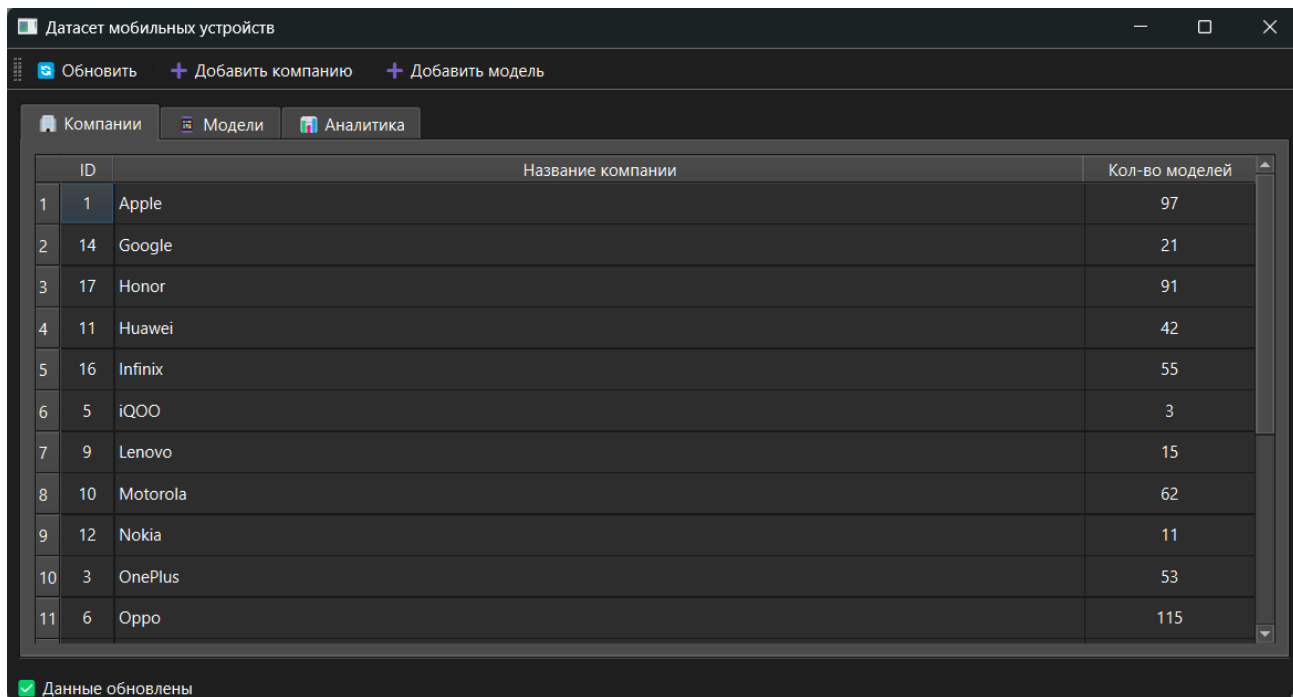 Датасет мобильных устройств
Обновить Добавить компанию Добавить модель
Компании Модели Аналитика
ID Название компании Кол-во моделей
1 1 Apple 97
2 14 Google 21
3 17 Honor 91
4 11 Huawei 42
5 16 Infinix 55
6 5 iQOO 3
7 9 Lenovo 15
8 10 Motorola 62
9 12 Nokia 11
10 3 OnePlus 53
11 6 Oppo 115
Данные обновлены